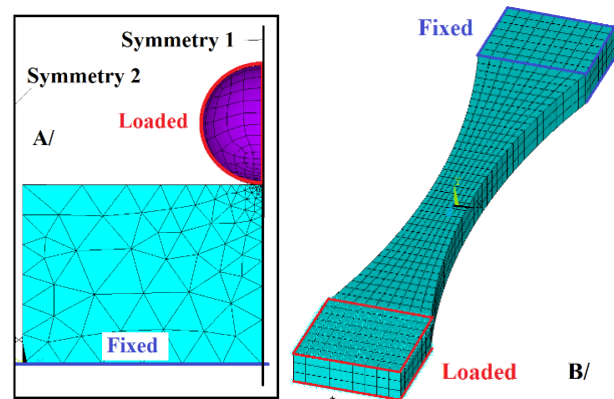 Symmetry 1
Symmetry 2
Loaded
A/
Fixed
Fixed
Loaded
B/